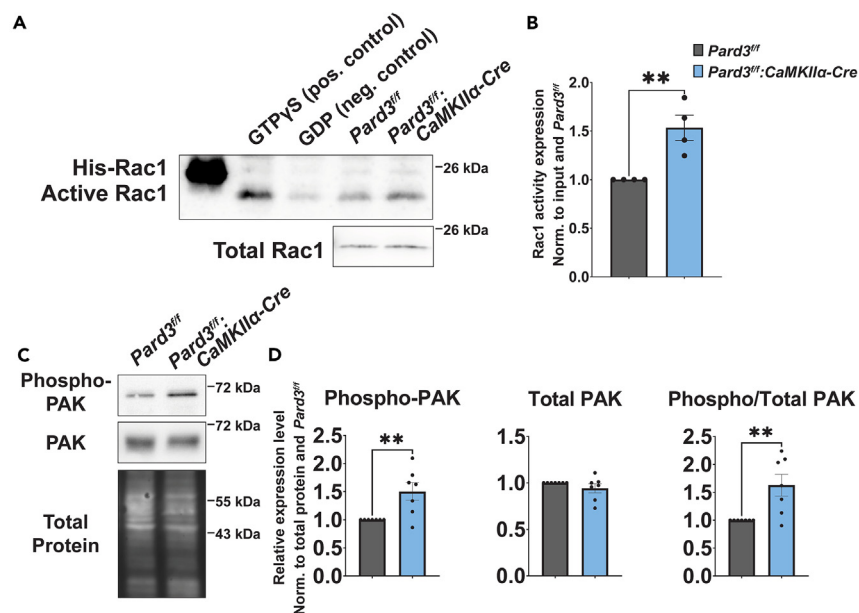 A
GTPγS (pos. control)
GDP (neg. control)
Pard3f/f
Pard3f/f:
CaMKIIα-Cre
His-Rac1
Active Rac1
26 kDa
26 kDa
Total Rac1
B
Pard3f/f
Pard3f/f:CaMKIIα-Cre
Rac1 activity expression
Norm. to input and Pard3f/f
2.0
1.5
1.0
0.5
0.0
**
C
Pard3f/f
Pard3f/f:
CaMKIIα-Cre
Phospho-
PAK
72 kDa
72 kDa
PAK
55 kDa
43 kDa
Total
Protein
D
Relative expression level
Norm. to total protein and Pard3f/f
Phospho-PAK
2.5
2.0
1.5
1.0
0.5
0.0
**
Total PAK
1.5
1.0
0.5
0.0
Phospho/Total PAK
2.5
2.0
1.5
1.0
0.5
0.0
**